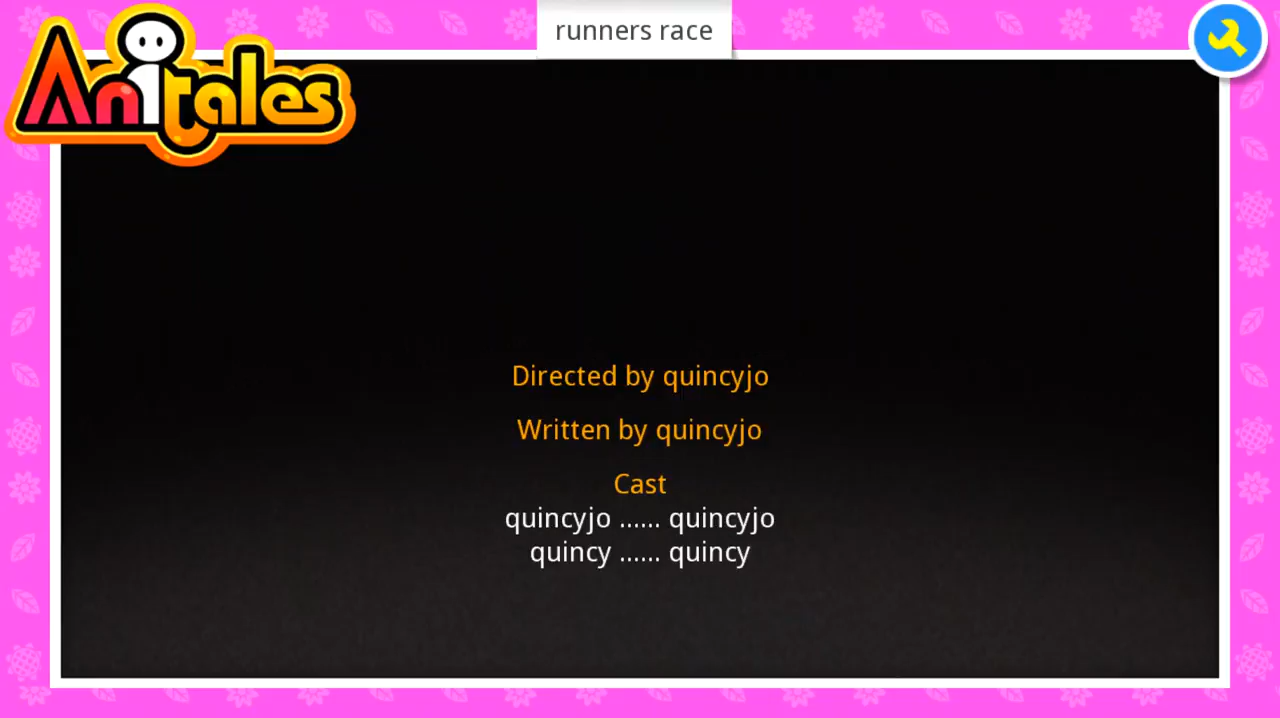 runners race
Anitales
Directed by quincyjo
Written by quincyjo
Cast
quincyjo ...... quincyjo
quincy ...... quincy